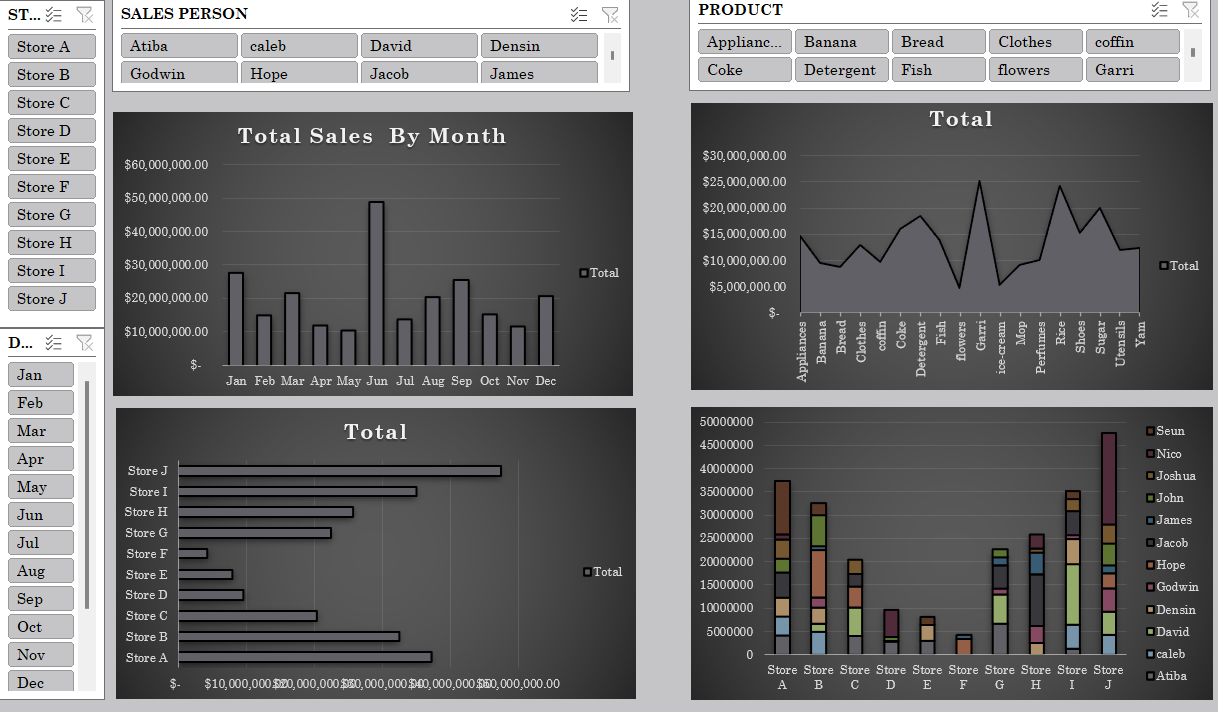 ST...
Store A
Store B
Store C
Store D
Store E
Store F
Store G
Store H
Store I
Store J
D...
Jan
Feb
Mar
Apr
May
Jun
Jul
Aug
Sep
Oct
Nov
Dec
SALES PERSON
Atiba caleb David Densin
Godwin Hope Jacob James
Total Sales By Month
$60,000,000.00
$50,000,000.00
$40,000,000.00
$30,000,000.00
$20,000,000.00
$10,000,000.00
$-
Jan Feb Mar Apr May Jun Jul Aug Sep Oct Nov Dec
Total
Total
Store J
Store I
Store H
Store G
Store F
Store E
Store D
Store C
Store B
Store A
$- $10,000,000.00 $20,000,000.00 $30,000,000.00 $40,000,000.00 $50,000,000.00
Total
PRODUCT
Applianc... Banana Bread Clothes coffin
Coke Detergent Fish flowers Garri
Total
$30,000,000.00
$25,000,000.00
$20,000,000.00
$15,000,000.00
$10,000,000.00
$5,000,000.00
$-
Appliances
Banana
Bread
Clothes
coffin
Coke
Detergent
Fish
flowers
Garri
ice-cream
Mop
Perfumes
Rice
Shoes
Sugar
Utensils
Yam
Total
50000000
45000000
40000000
35000000
30000000
25000000
20000000
15000000
10000000
5000000
0
Store Store Store Store Store Store Store Store Store Store
A B C D E F G H I J
Seun
Nico
Joshua
John
James
Jacob
Hope
Godwin
Densin
David
caleb
Atiba